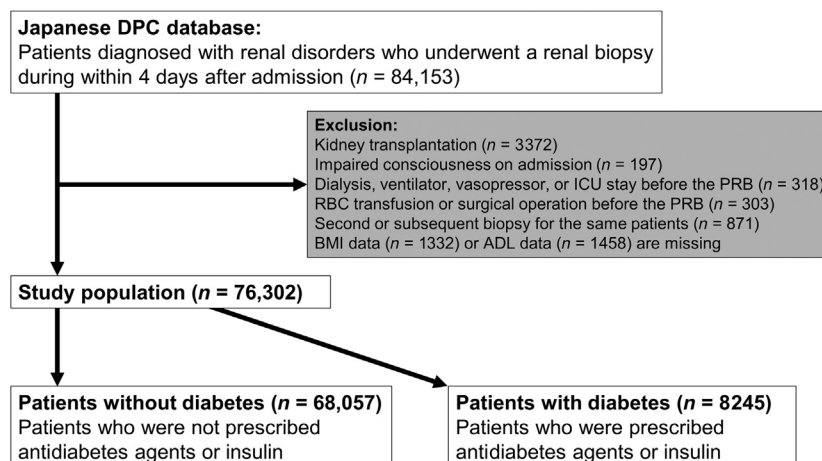 Japanese DPC database:
Patients diagnosed with renal disorders who underwent a renal biopsy
during within 4 days after admission (n = 84,153)
Exclusion:
Kidney transplantation (n = 3372)
Impaired consciousness on admission (n = 197)
Dialysis, ventilator, vasopressor, or ICU stay before the PRB (n = 318)
RBC transfusion or surgical operation before the PRB (n = 303)
Second or subsequent biopsy for the same patients (n = 871)
BMI data (n = 1332) or ADL data (n = 1458) are missing
Study population (n = 76,302)
Patients without diabetes (n = 68,057)
Patients who were not prescribed
antidiabetes agents or insulin
Patients with diabetes (n = 8245)
Patients who were prescribed
antidiabetes agents or insulin